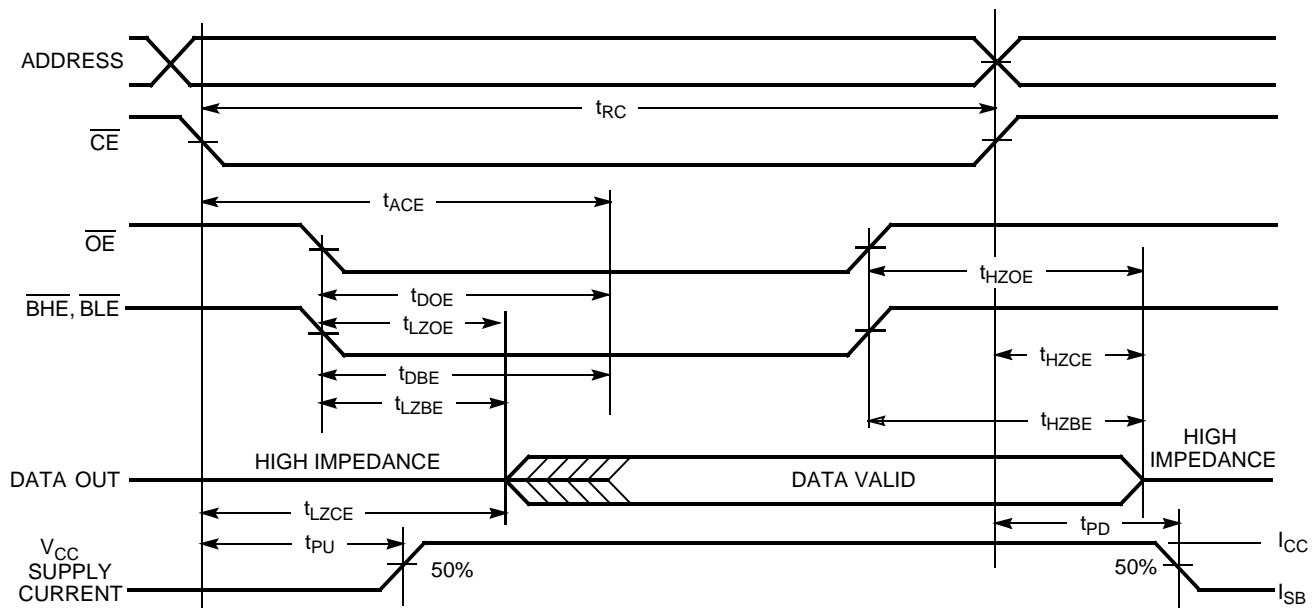 ADDRESS
tRC
CE
tACE
OE
tHZOE
tDOE
BHE, BLE
tLZOE
tHZCE
tDBE
tLZBE
tHZBE
HIGH
IMPEDANCE
HIGH IMPEDANCE
DATA OUT
DATA VALID
tLZCE
tPD
tPU
VCC
SUPPLY
CURRENT
50%
50%
ICC
ISB